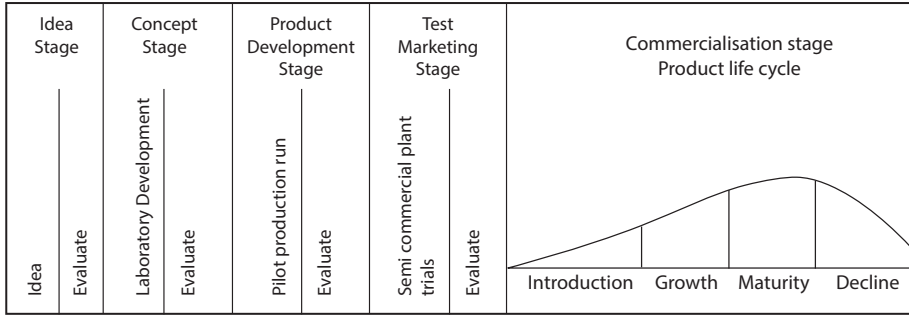 Idea
Stage
Concept
Stage
Product
Development
Stage
Test
Marketing
Stage
Commercialisation stage
Product life cycle
Idea
Evaluate
Laboratory Development
Evaluate
Pilot production run
Evaluate
Semi commercial plant
trials
Evaluate
Introduction
Growth
Maturity
Decline